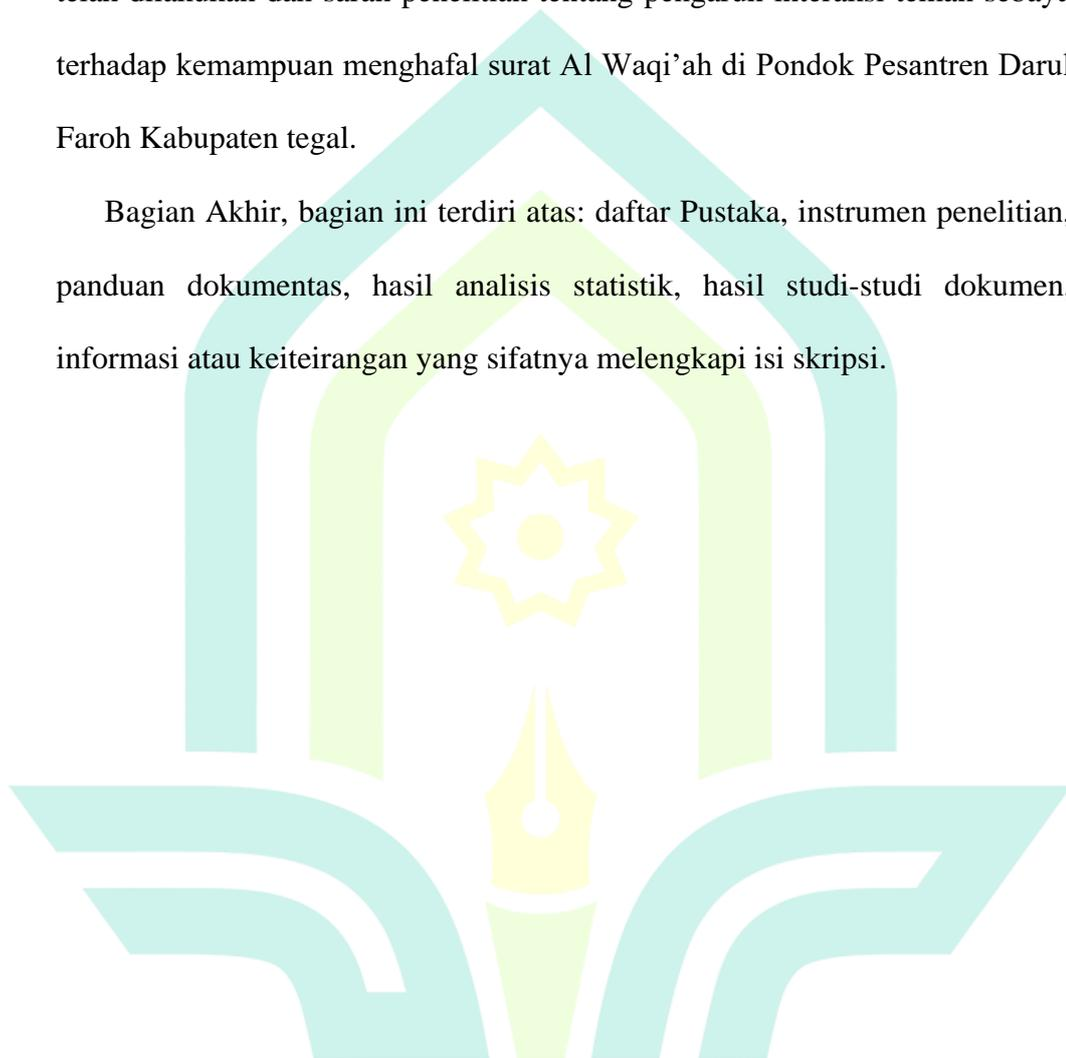 terhadap kemampuan menghafal surat Al Waqi’ah di Pondok Pesantren Darul
Faroh Kabupaten tegal.
Bagian Akhir, bagian ini terdiri atas: daftar Pustaka, instrumen penelitian,
panduan dokumentas, hasil analisis statistik, hasil studi-studi dokumen,
informasi atau keiteirangan yang sifatnya melengkapi isi skripsi.